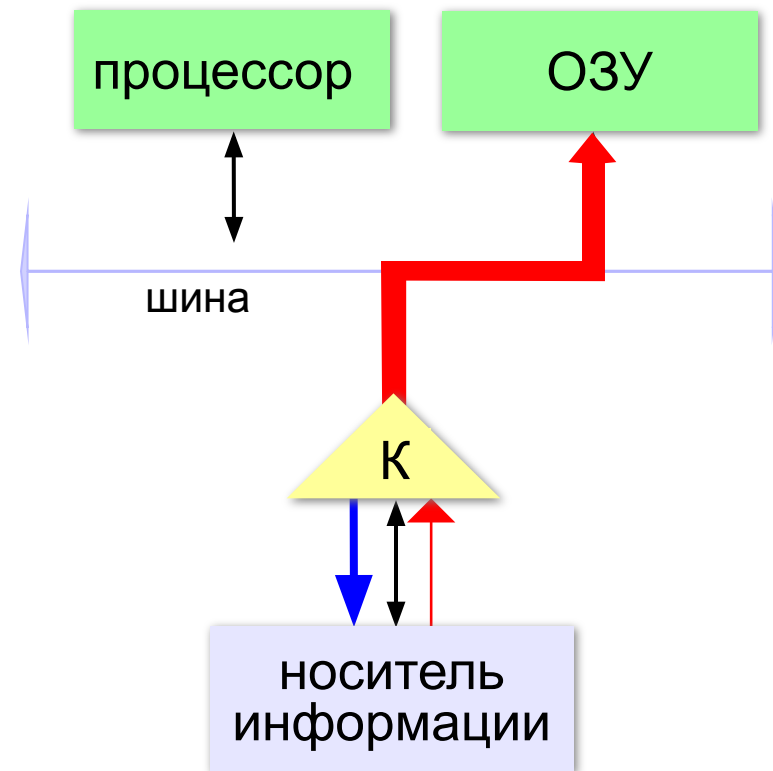 процессор
ОЗУ
шина
К
носитель
информации